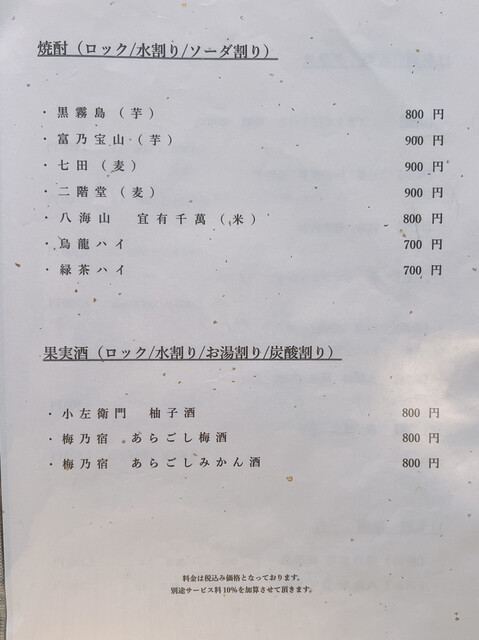 焼酎（ロック/水割り/ソーダ割り）
・黒霧島（芋） 800 円
・富乃宝山（芋） 900 円
・七田（麦） 900 円
・二階堂（麦） 900 円
・八海山　宜有千萬（米） 800 円
・烏龍ハイ 700 円
・緑茶ハイ 700 円
果実酒（ロック/水割り/お湯割り/炭酸割り）
・小左衛門　柚子酒 800 円
・梅乃宿　あらごし梅酒 800 円
・梅乃宿　あらごしみかん酒 800 円
料金は税込み価格となっております。
別途サービス料 10％を加算させて頂きます。